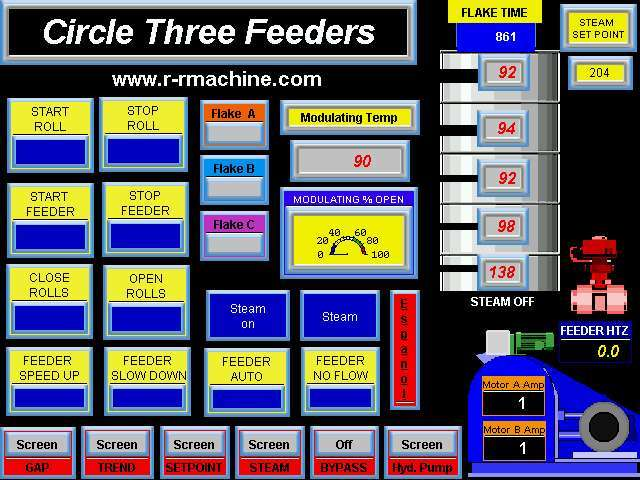 Circle Three Feeders
www.r-rmachine.com
FLAKE TIME
861
STEAM
SET POINT
204
START
ROLL
STOP
ROLL
Flake A
Flake B
Flake C
Modulating Temp
90
MODULATING % OPEN
0 20 40 60 80 100
92
94
92
98
138
STEAM OFF
START
FEEDER
STOP
FEEDER
CLOSE
ROLLS
OPEN
ROLLS
Steam
on
Steam
Espanol
FEEDER
SPEED UP
FEEDER
SLOW DOWN
FEEDER
AUTO
FEEDER
NO FLOW
FEEDER HTZ
0.0
Motor A Amp
1
Motor B Amp
1
Screen
GAP
Screen
TREND
Screen
SETPOINT
Screen
STEAM
Off
BYPASS
Screen
Hyd. Pump